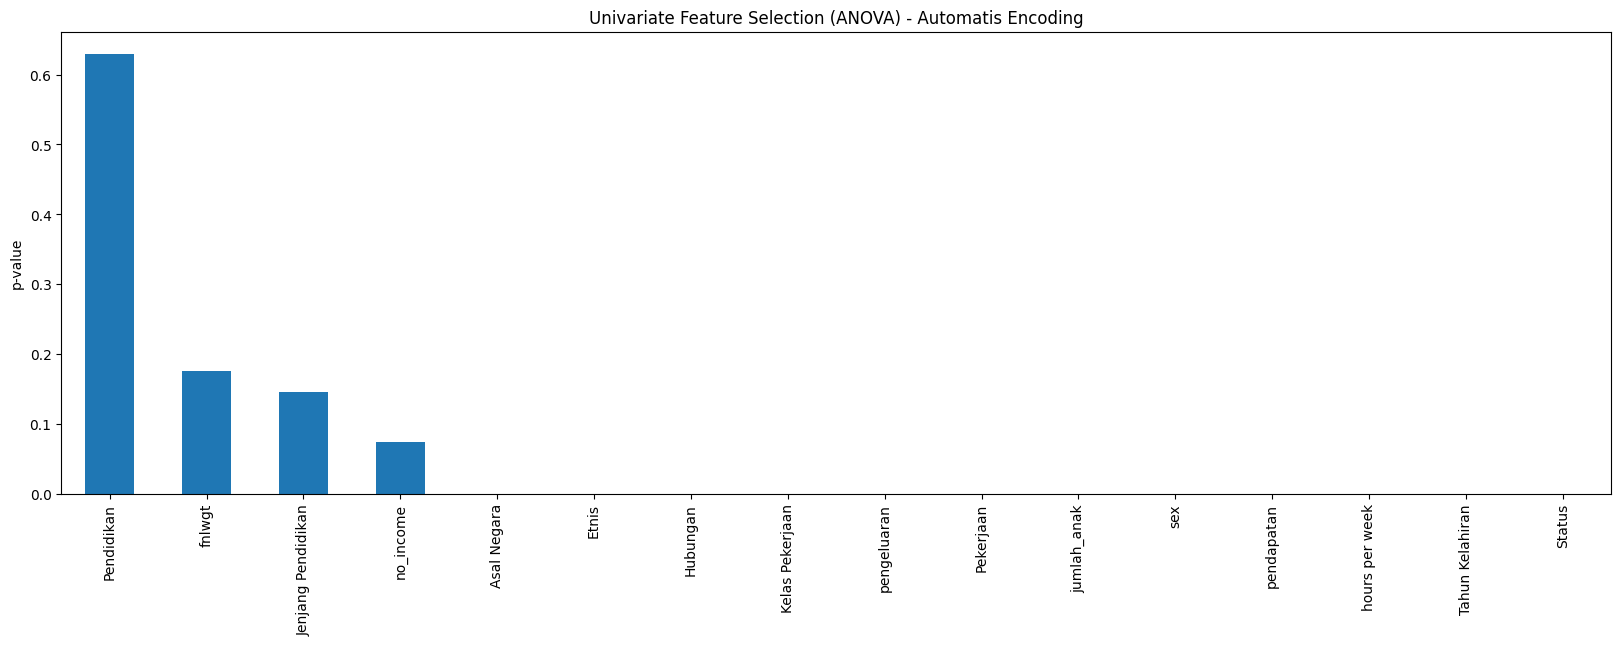 Univariate Feature Selection (ANOVA) - Automatis Encoding
p-value
0.6
0.5
0.4
0.3
0.2
0.1
0.0
Pendidikan
fnlwgt
Jenjang Pendidikan
no_income
Asal Negara
Etnis
Hubungan
Kelas Pekerjaan
pengeluaran
Pekerjaan
jumlah_anak
sex
pendapatan
hours per week
Tahun Kelahiran
Status